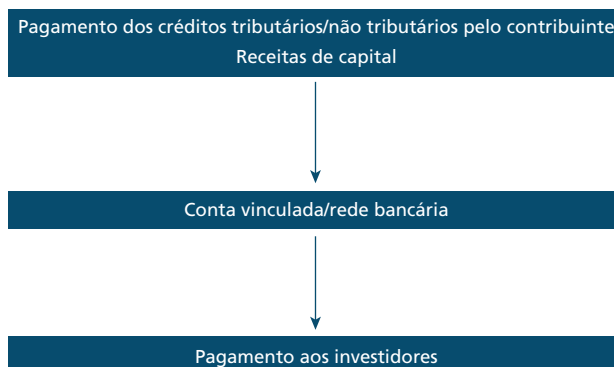 Pagamento dos créditos tributários/não tributários pelo contribuinte
Receitas de capital
Conta vinculada/rede bancária
Pagamento aos investidores